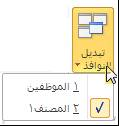 تبديل
النوافذ
١ الموظفين
٢ المصنف١